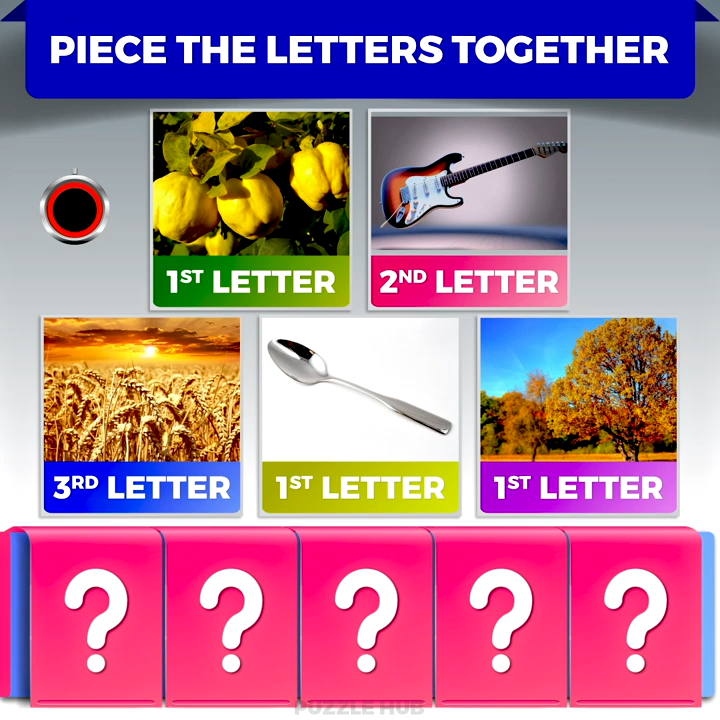 PIECE THE LETTERS TOGETHER
1ST LETTER
2ND LETTER
3RD LETTER
1ST LETTER
1ST LETTER
? ? ? ? ?
PUZZLE HUB